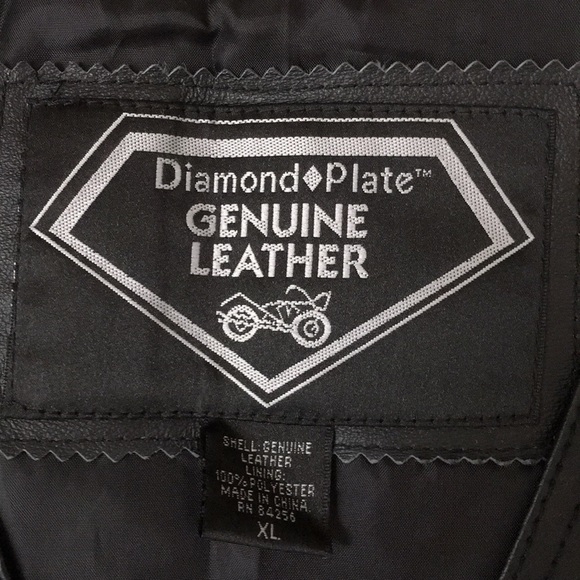 Diamond♦Plate™
GENUINE
LEATHER
SHELL: GENUINE
LEATHER
LINING:
100% POLYESTER
MADE IN CHINA
RN 84256
XL